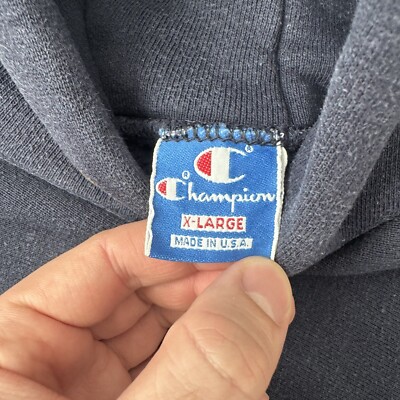 C®
®Champion
X-LARGE
MADE IN U.S.A.